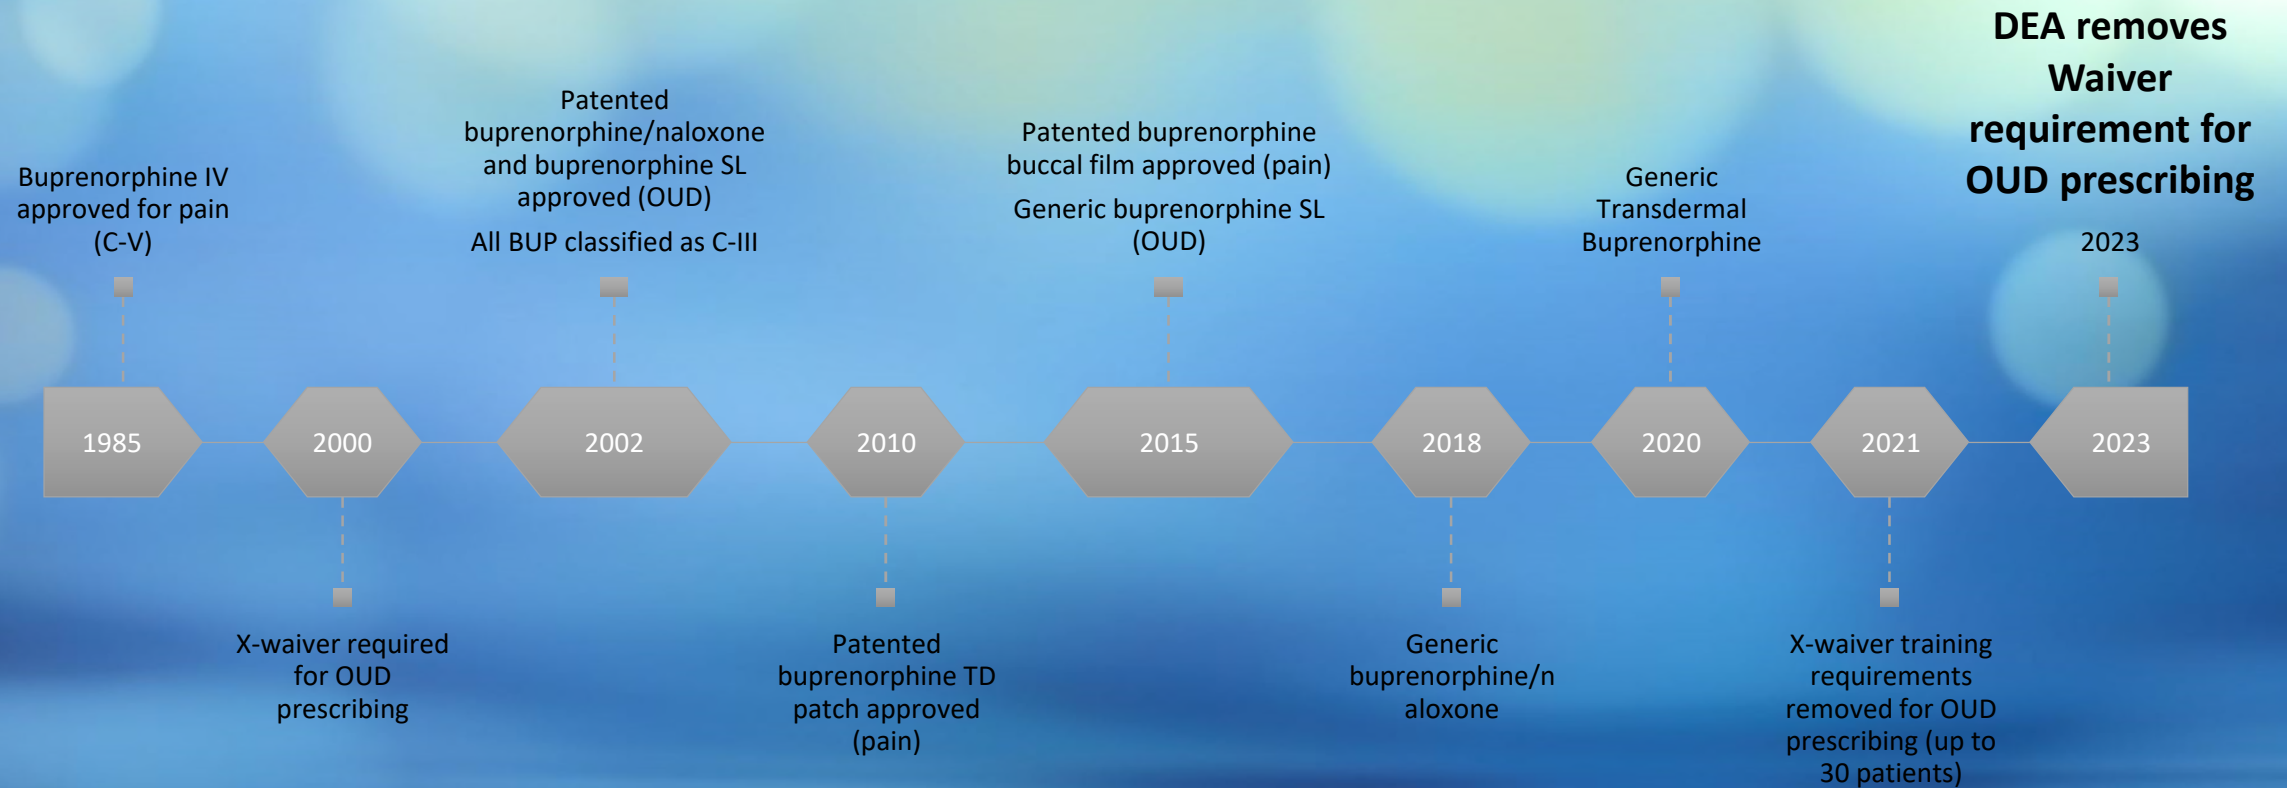 Buprenorphine IV
approved for pain
(C-V)
1985
2000
X-waiver required
for OUD
prescribing
Patented
buprenorphine/naloxone
and buprenorphine SL
approved (OUD)
All BUP classified as C-III
2002
2010
Patented
buprenorphine TD
patch approved
(pain)
Patented buprenorphine
buccal film approved (pain)
Generic buprenorphine SL
(OUD)
2015
2018
Generic
buprenorphine/n
aloxone
Generic
Transdermal
Buprenorphine
2020
2021
X-waiver training
requirements
removed for OUD
prescribing (up to
30 patients)
DEA removes
Waiver
requirement for
OUD prescribing
2023
2023